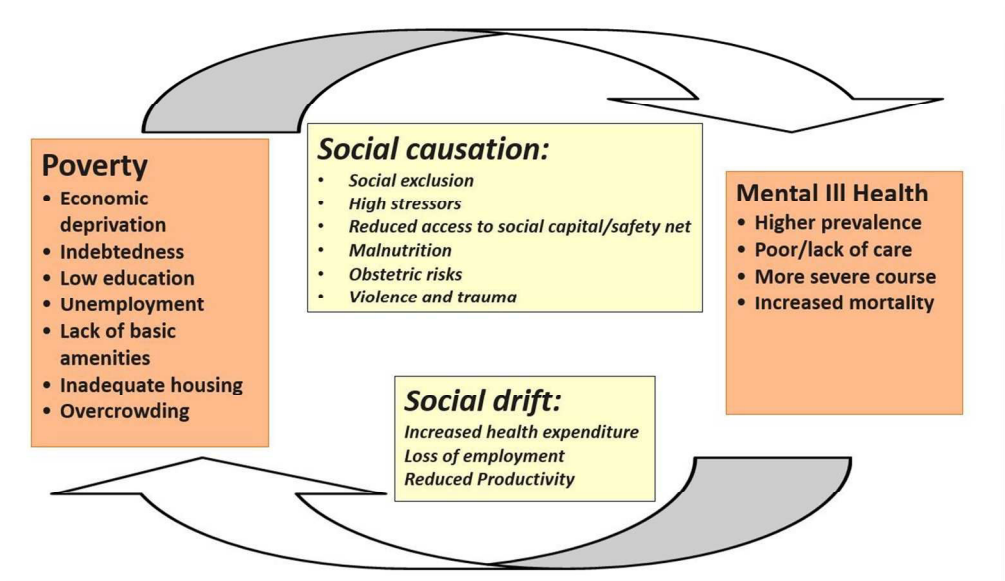 Poverty
• Economic
deprivation
• Indebtedness
• Low education
• Unemployment
• Lack of basic
amenities
• Inadequate housing
• Overcrowding
Social causation:
• Social exclusion
• High stressors
• Reduced access to social capital/safety net
• Malnutrition
• Obstetric risks
• Violence and trauma
Mental Ill Health
• Higher prevalence
• Poor/lack of care
• More severe course
• Increased mortality
Social drift:
Increased health expenditure
Loss of employment
Reduced Productivity